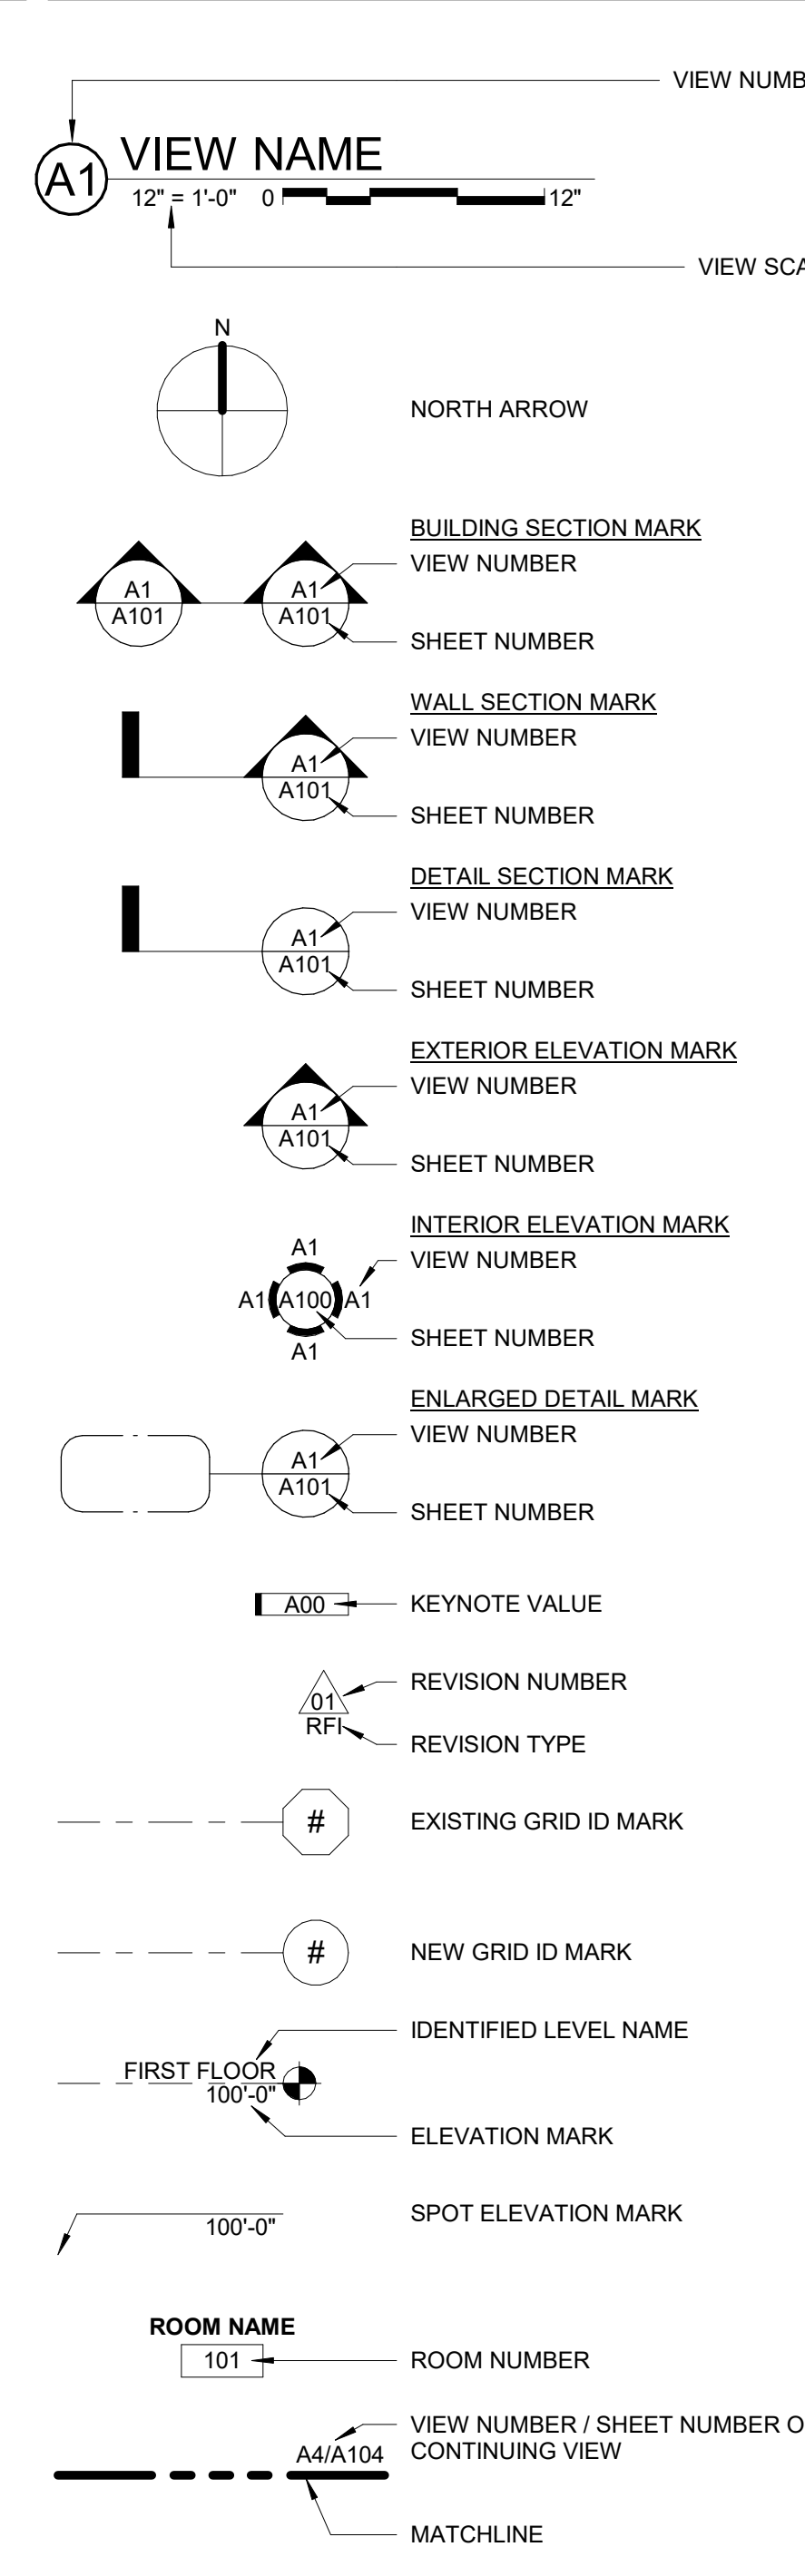 VIEW NUMB
A1 VIEW NAME
12" = 1'-0" 0 12"
VIEW SCA
N
NORTH ARROW
BUILDING SECTION MARK
VIEW NUMBER
A1 A1
A101 A101
SHEET NUMBER
WALL SECTION MARK
VIEW NUMBER
A1
A101
SHEET NUMBER
DETAIL SECTION MARK
VIEW NUMBER
A1
A101
SHEET NUMBER
EXTERIOR ELEVATION MARK
VIEW NUMBER
A1
A101
SHEET NUMBER
INTERIOR ELEVATION MARK
A1
VIEW NUMBER
A1 A100 A1
SHEET NUMBER
A1
ENLARGED DETAIL MARK
VIEW NUMBER
A1
A101
SHEET NUMBER
A00 KEYNOTE VALUE
REVISION NUMBER
01
RFI
REVISION TYPE
# EXISTING GRID ID MARK
# NEW GRID ID MARK
IDENTIFIED LEVEL NAME
FIRST FLOOR
100'-0"
ELEVATION MARK
SPOT ELEVATION MARK
100'-0"
ROOM NAME
101 ROOM NUMBER
VIEW NUMBER / SHEET NUMBER O
A4/A104 CONTINUING VIEW
MATCHLINE